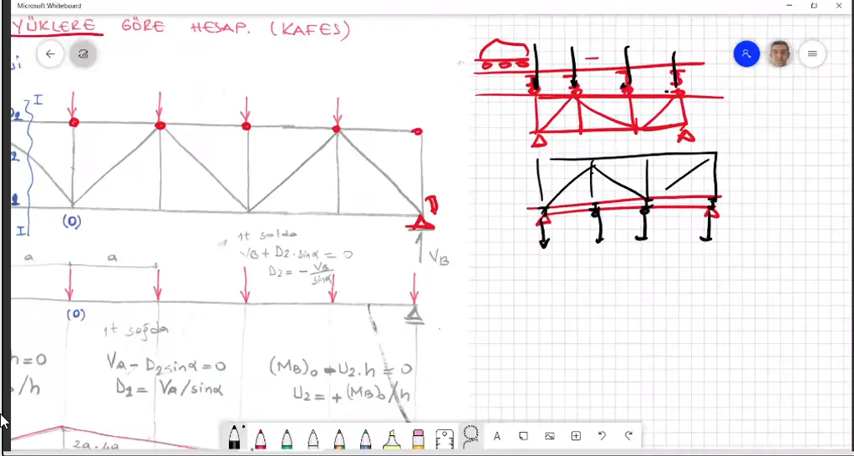 Microsoft Whiteboard
YÜKLERE GÖRE HESAP. (KAFES)
I
I
(0)
1t solda
VB + D2.sinα = 0
D2 = - VB/sinα
VB
a
a
(0)
1t sağda
h=0
VA - D2 sinα = 0
(MB)0 - U2.h = 0
/h
D2 = VA/sinα
U2 = + (MB)0/h
2a.4a
A